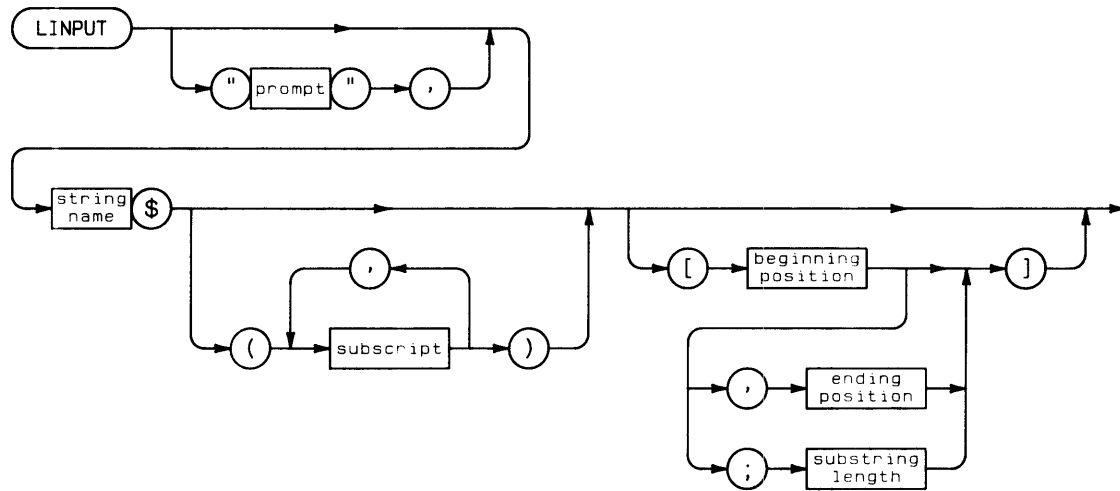 LINPUT
" prompt " ,
string
name $
,
[ beginning
position ]
( subscript )
, ending
position
; substring
length